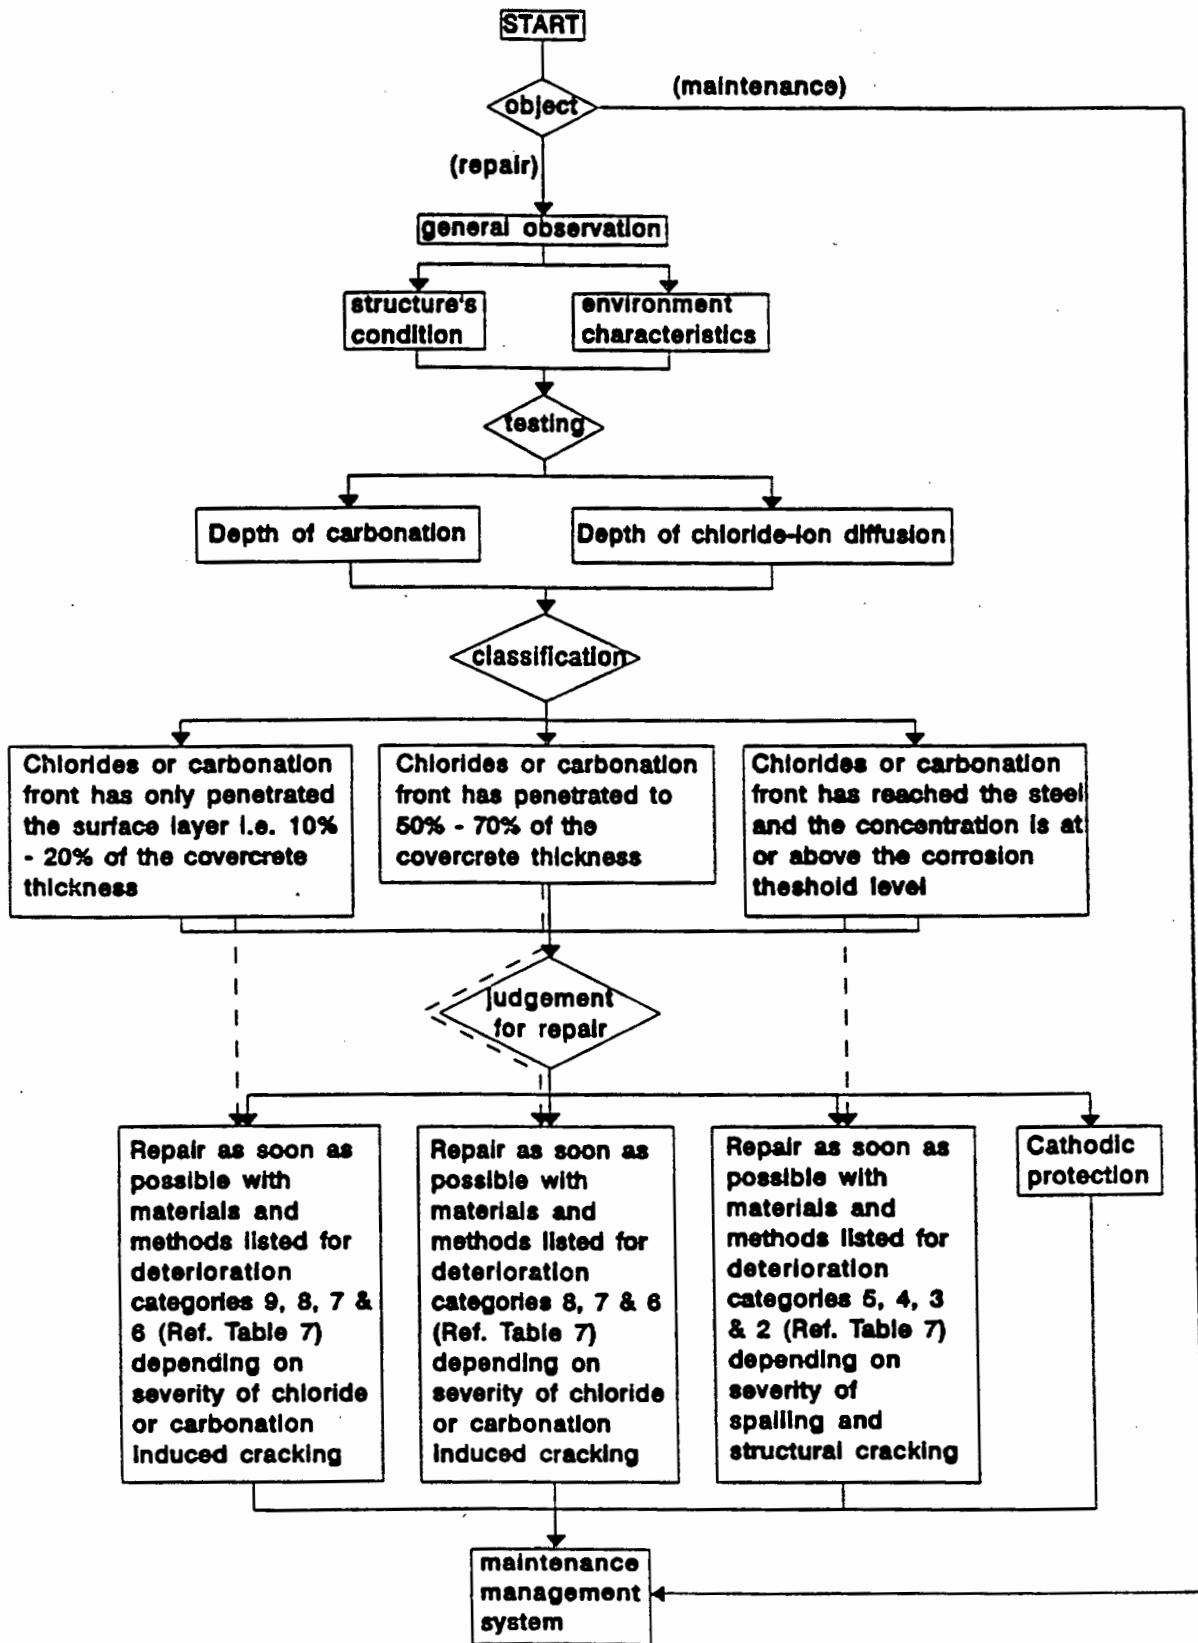 START
object
(maintenance)
(repair)
general observation
structure's
condition
environment
characteristics
testing
Depth of carbonation
Depth of chloride-ion diffusion
classification
Chlorides or carbonation
front has only penetrated
the surface layer i.e. 10%
- 20% of the covercrete
thickness
Chlorides or carbonation
front has penetrated to
50% - 70% of the
covercrete thickness
Chlorides or carbonation
front has reached the steel
and the concentration is at
or above the corrosion
theshold level
judgement
for repair
Repair as soon as
possible with
materials and
methods listed for
deterioration
categories 9, 8, 7 &
6 (Ref. Table 7)
depending on
severity of chloride
or carbonation
induced cracking
Repair as soon as
possible with
materials and
methods listed for
deterioration
categories 8, 7 & 6
(Ref. Table 7)
depending on
severity of chloride
or carbonation
induced cracking
Repair as soon as
possible with
materials and
methods listed for
deterioration
categories 5, 4, 3
& 2 (Ref. Table 7)
depending on
severity of
spalling and
structural cracking
Cathodic
protection
maintenance
management
system